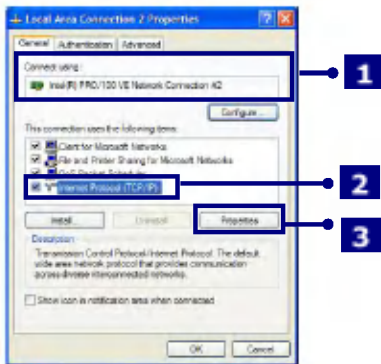 Local Area Connection 2 Properties
General Authentication Advanced
Connect using:
Intel(R) PRO/100 VE Network Connection #2
Configure...
This connection uses the following items:
Client for Microsoft Networks
File and Printer Sharing for Microsoft Networks
QoS Packet Scheduler
Internet Protocol (TCP/IP)
Install... Uninstall Properties
Description
Transmission Control Protocol/Internet Protocol. The default
wide area network protocol that provides communication
across diverse interconnected networks.
Show icon in notification area when connected
OK Cancel
1
2
3